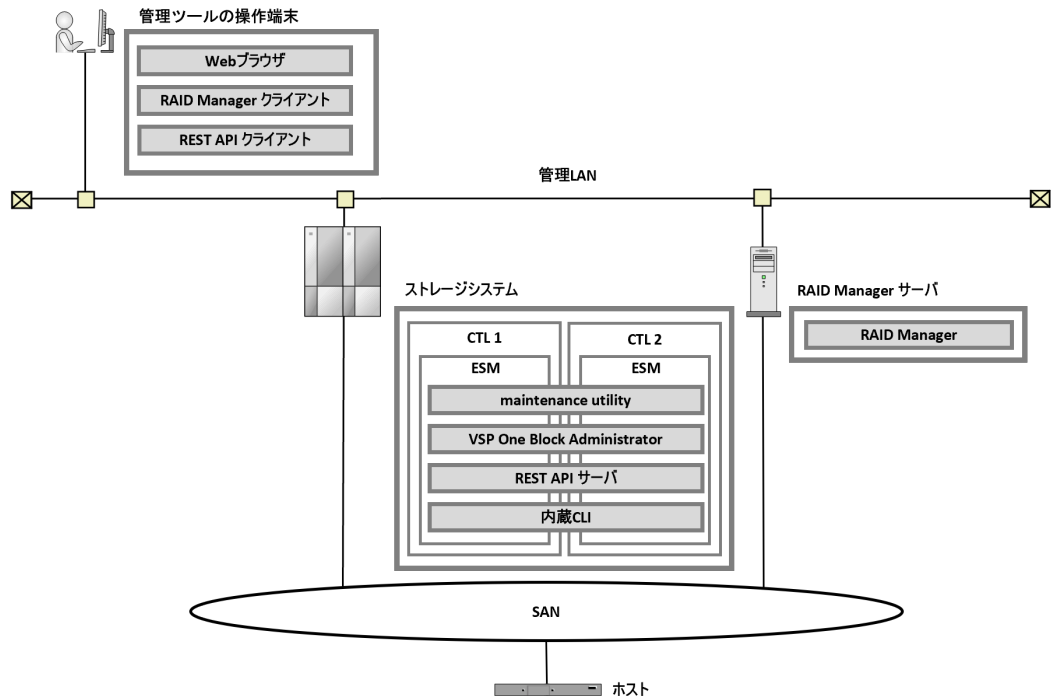 管理ツールの操作端末
Webブラウザ
RAID Manager クライアント
REST API クライアント
管理LAN
ストレージシステム
RAID Manager サーバ
RAID Manager
CTL 1
CTL 2
ESM
ESM
maintenance utility
VSP One Block Administrator
REST API サーバ
内蔵CLI
SAN
ホスト